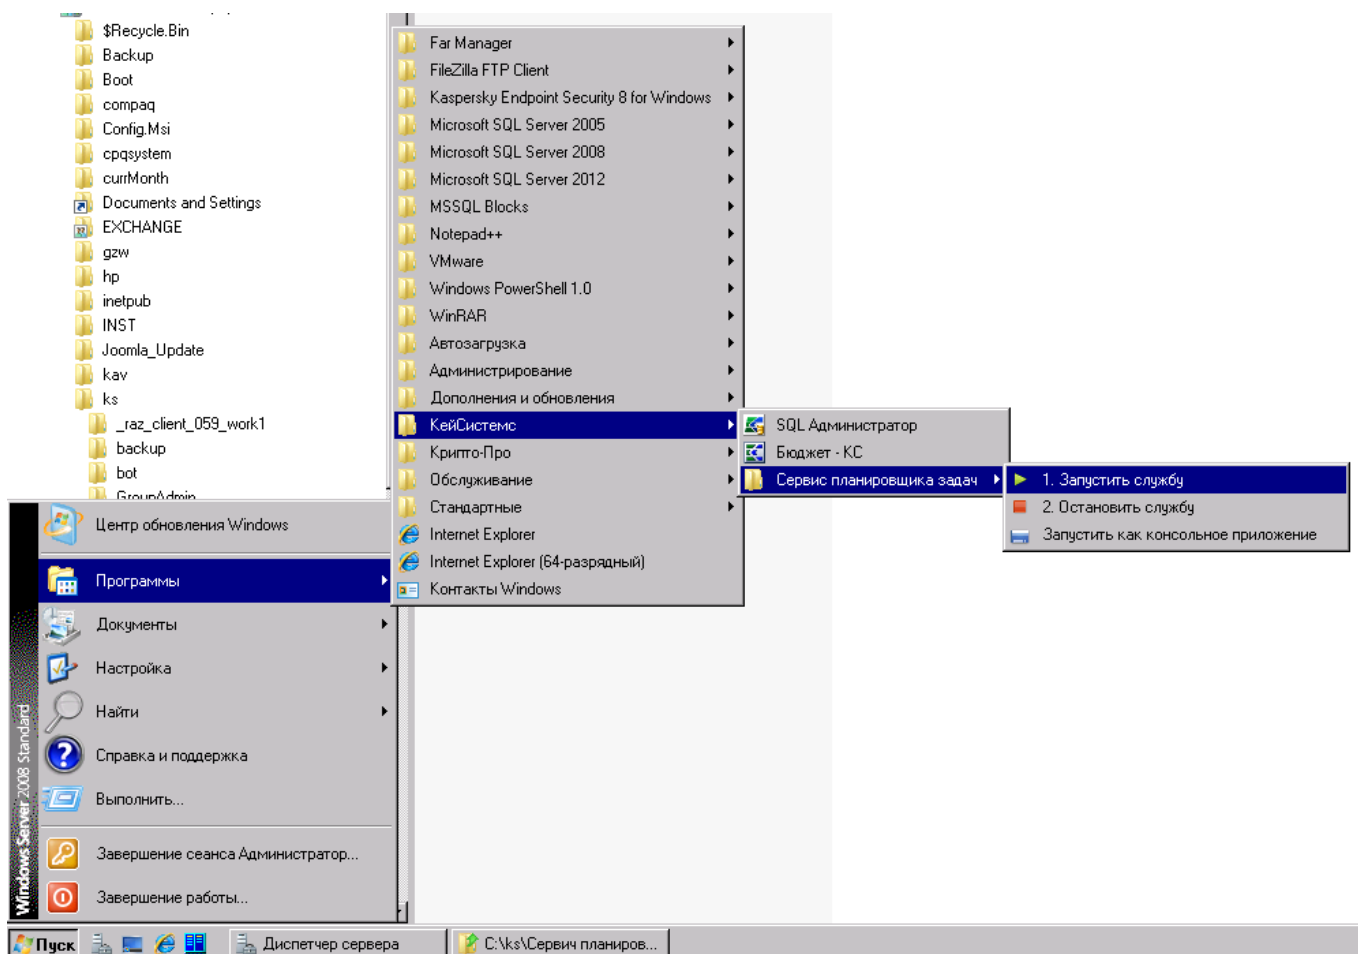 $Recycle.Bin
Backup
Boot
compaq
Config.Msi
cpqsystem
currMonth
Documents and Settings
EXCHANGE
gzw
hp
inetpub
INST
Joomla_Update
kav
ks
_raz_client_059_work1
backup
bot
GroupAdmin
Far Manager
FileZilla FTP Client
Kaspersky Endpoint Security 8 for Windows
Microsoft SQL Server 2005
Microsoft SQL Server 2008
Microsoft SQL Server 2012
MSSQL Blocks
Notepad++
VMware
Windows PowerShell 1.0
WinRAR
Автозагрузка
Администрирование
Дополнения и обновления
КейСистемс
Крипто-Про
Обслуживание
Стандартные
Internet Explorer
Internet Explorer (64-разрядный)
Контакты Windows
SQL Администратор
Бюджет - КС
Сервис планировщика задач
1. Запустить службу
2. Остановить службу
Запустить как консольное приложение
Центр обновления Windows
Программы
Документы
Настройка
Найти
Справка и поддержка
Выполнить...
Завершение сеанса Администратор...
Завершение работы...
Windows Server 2008 Standard
Пуск
Диспетчер сервера
C:\ks\Сервич планиров...